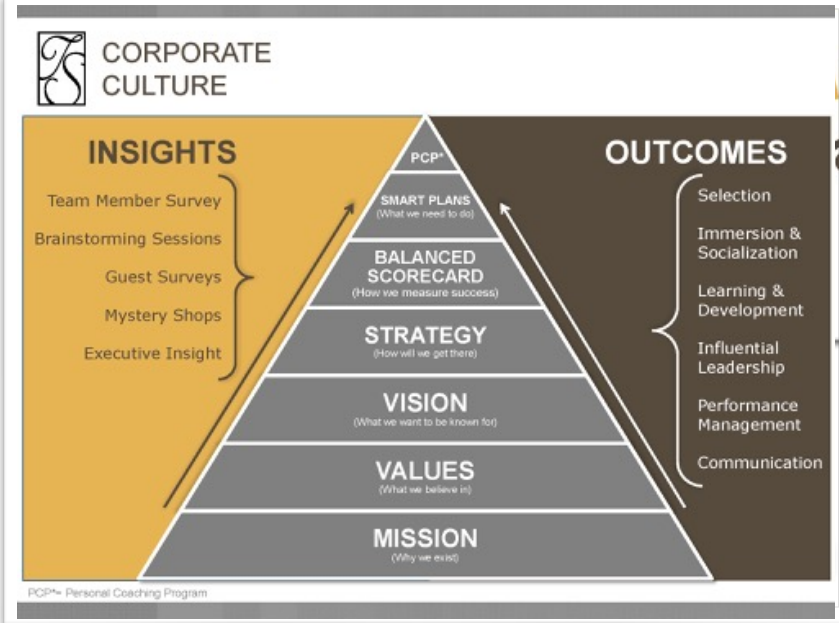 CORPORATE
CULTURE
INSIGHTS
Team Member Survey
Brainstorming Sessions
Guest Surveys
Mystery Shops
Executive Insight
PCP*
SMART PLANS
(What we need to do)
BALANCED
SCORECARD
(How we measure success)
STRATEGY
(How will we get there)
VISION
(What we want to be known for)
VALUES
(What we believe in)
MISSION
(Why we exist)
OUTCOMES
Selection
Immersion &
Socialization
Learning &
Development
Influential
Leadership
Performance
Management
Communication
PCP*= Personal Coaching Program